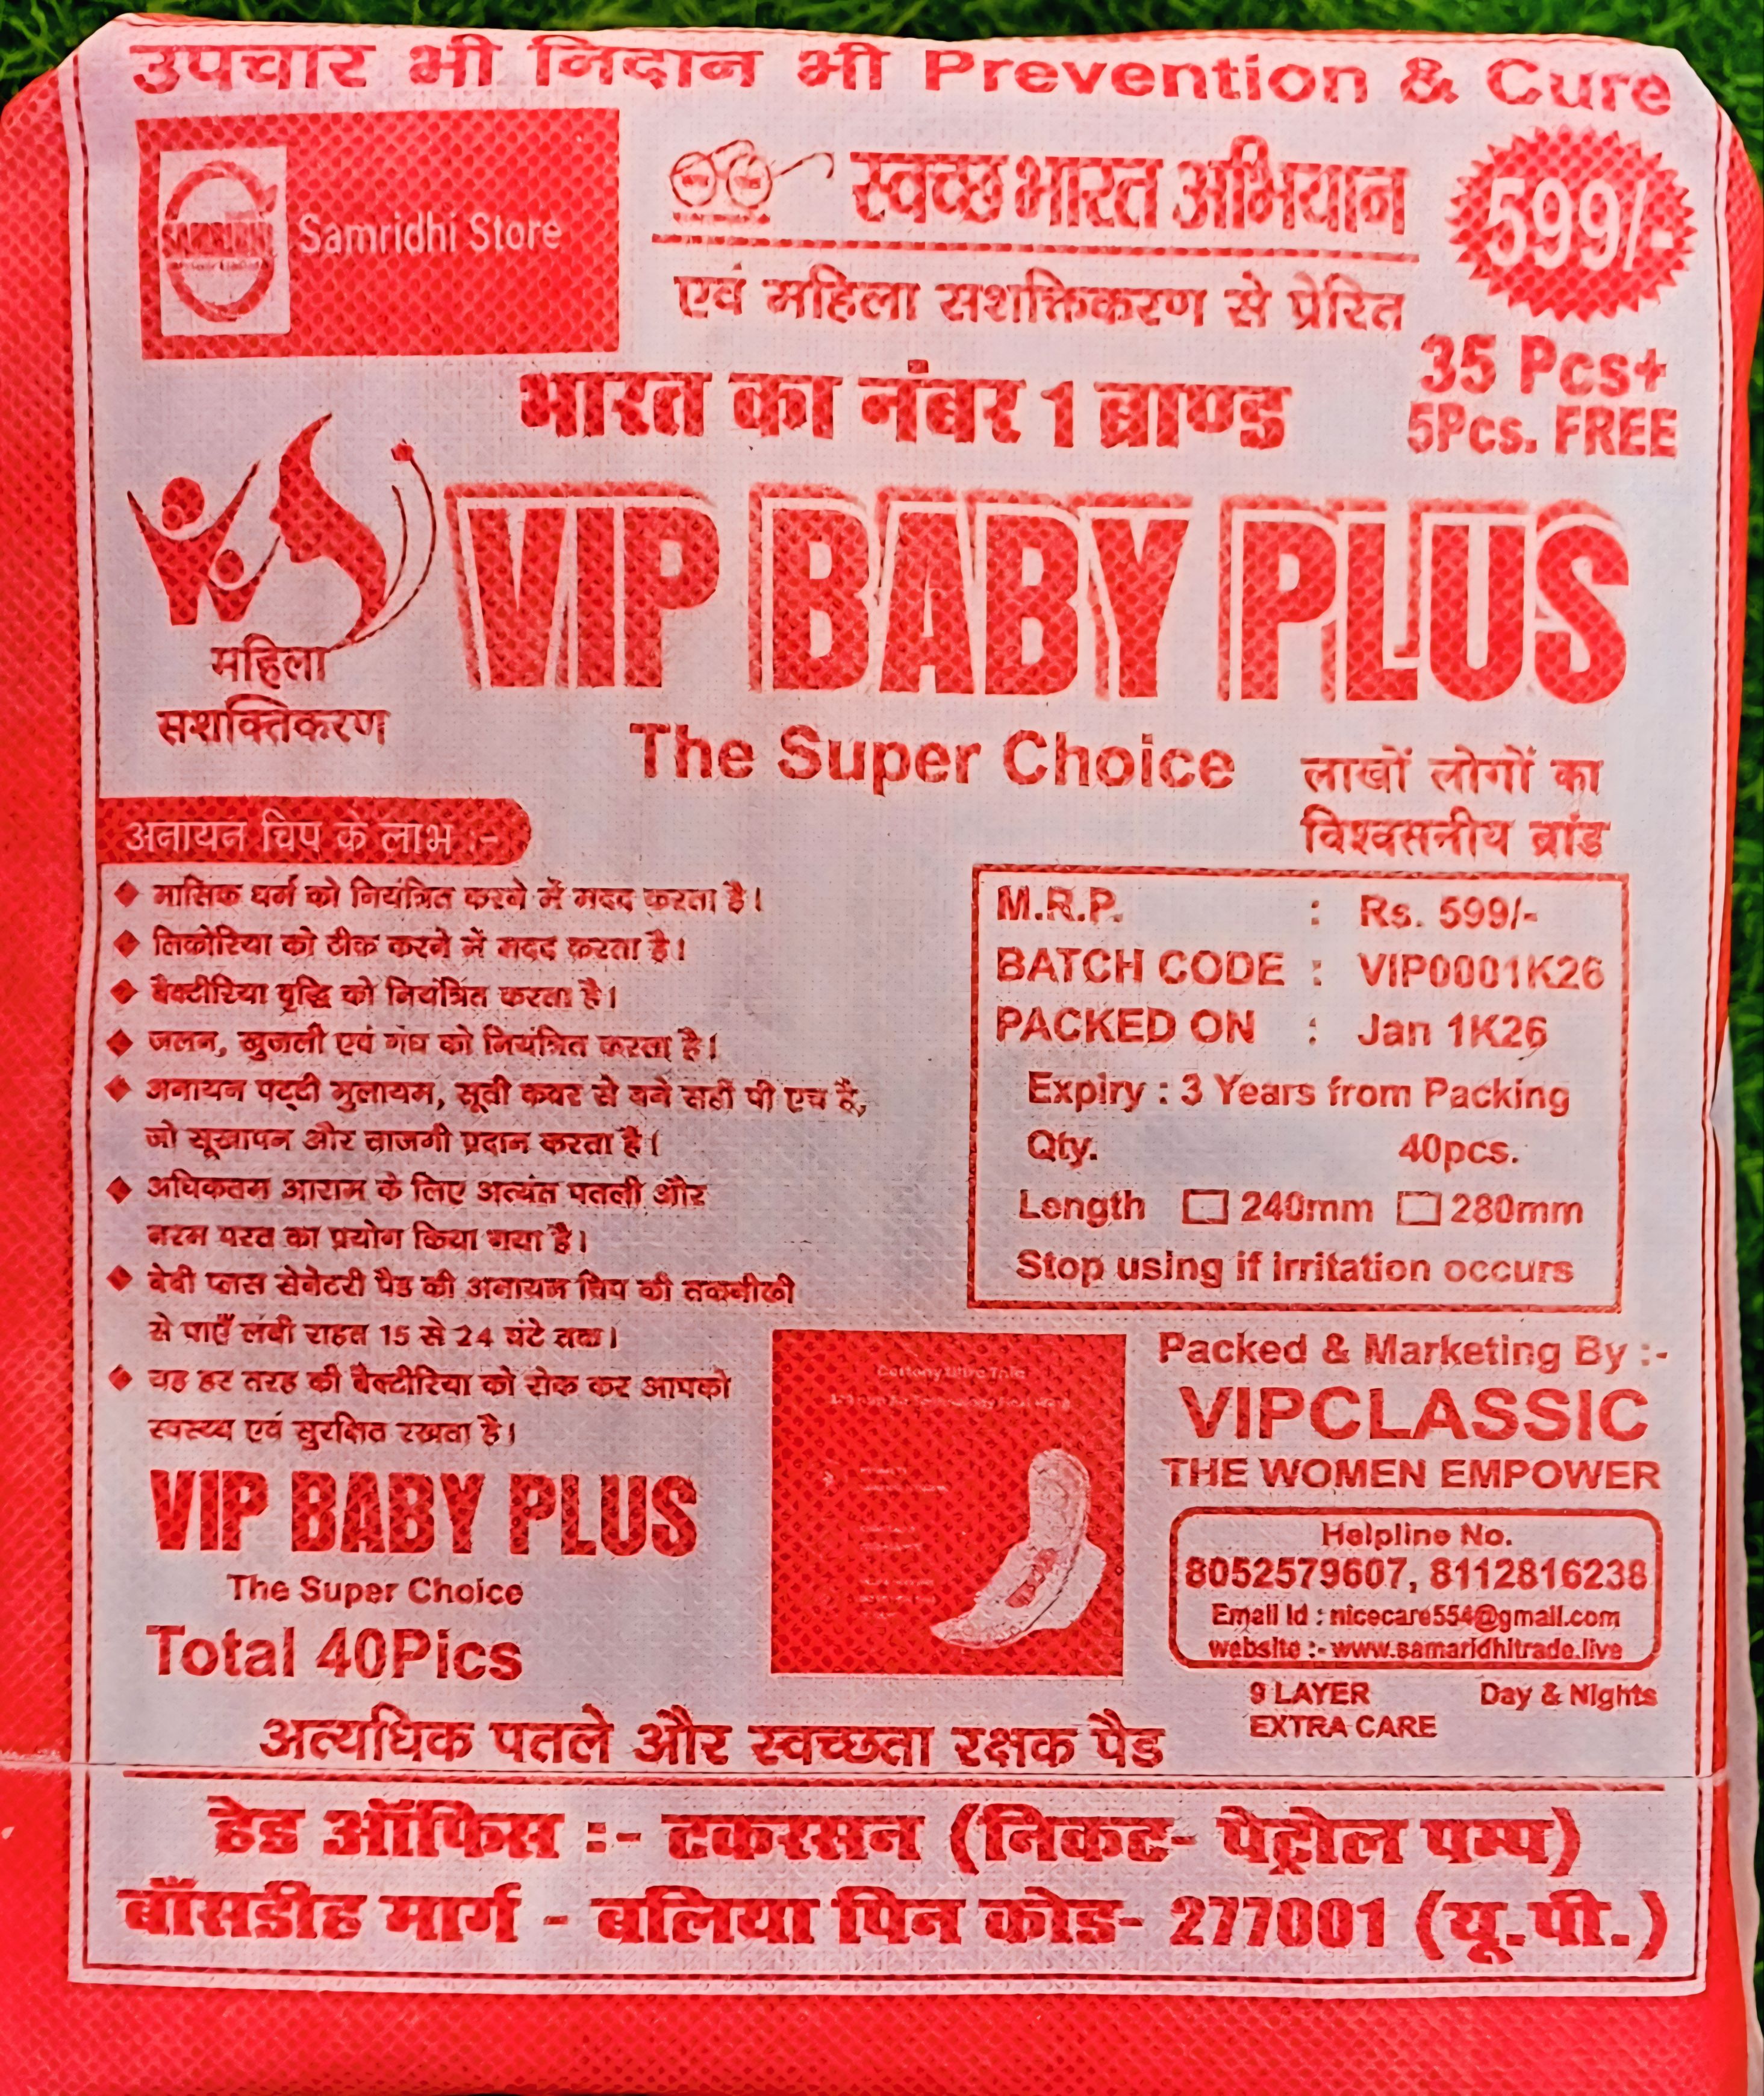 उपचार भी निदान भी Prevention & Cure
Samridhi Store
स्वच्छ भारत अभियान
एवं महिला सशक्तिकरण से प्रेरित
599/-
35 Pcs+
5Pcs. FREE
भारत का नंबर 1 ब्राण्ड
VIP BABY PLUS
महिला
सशक्तिकरण
The Super Choice
लाखों लोगों का
विश्वसनीय ब्रांड
अनायन चिप के लाभ :-
मासिक धर्म को नियंत्रित करने में मदद करता है।
लिकोरिया को ठीक करने में मदद करता है।
बैक्टीरिया वृद्धि को नियंत्रित करता है।
जलन, खुजली एवं गंध को नियंत्रित करता है।
अनायन पट्टी मुलायम, सूती कवर से बने सही पी एच है,
जो सूखापन और ताजगी प्रदान करता है।
अधिकतम आराम के लिए अत्यंत पतली और
नरम परत का प्रयोग किया गया है।
बेबी प्लस सेनेटरी पैड की अनायन चिप की तकनीकी
से पाएँ लंबी राहत 15 से 24 घंटे तक।
यह हर तरह की बैक्टीरिया को रोक कर आपको
स्वस्थ्य एवं सुरक्षित रखता है।
M.R.P. : Rs. 599/-
BATCH CODE : VIP0001K26
PACKED ON : Jan 1K26
Expiry : 3 Years from Packing
Qty. 40pcs.
Length 240mm 280mm
Stop using if irritation occurs
VIP BABY PLUS
The Super Choice
Total 40Pics
Cottony Ultra Thin
Packed & Marketing By :-
VIPCLASSIC
THE WOMEN EMPOWER
Helpline No.
8052579607, 8112816238
Email Id : nicecare554@gmail.com
website :- www.samaridhitrade.live
9 LAYER Day & Nights
EXTRA CARE
अत्यधिक पतले और स्वच्छता रक्षक पैड
हेड ऑफिस :- टकरसन (निकट- पेट्रोल पम्प)
बाँसडीह मार्ग - बलिया पिन कोड- 277001 (यू.पी.)